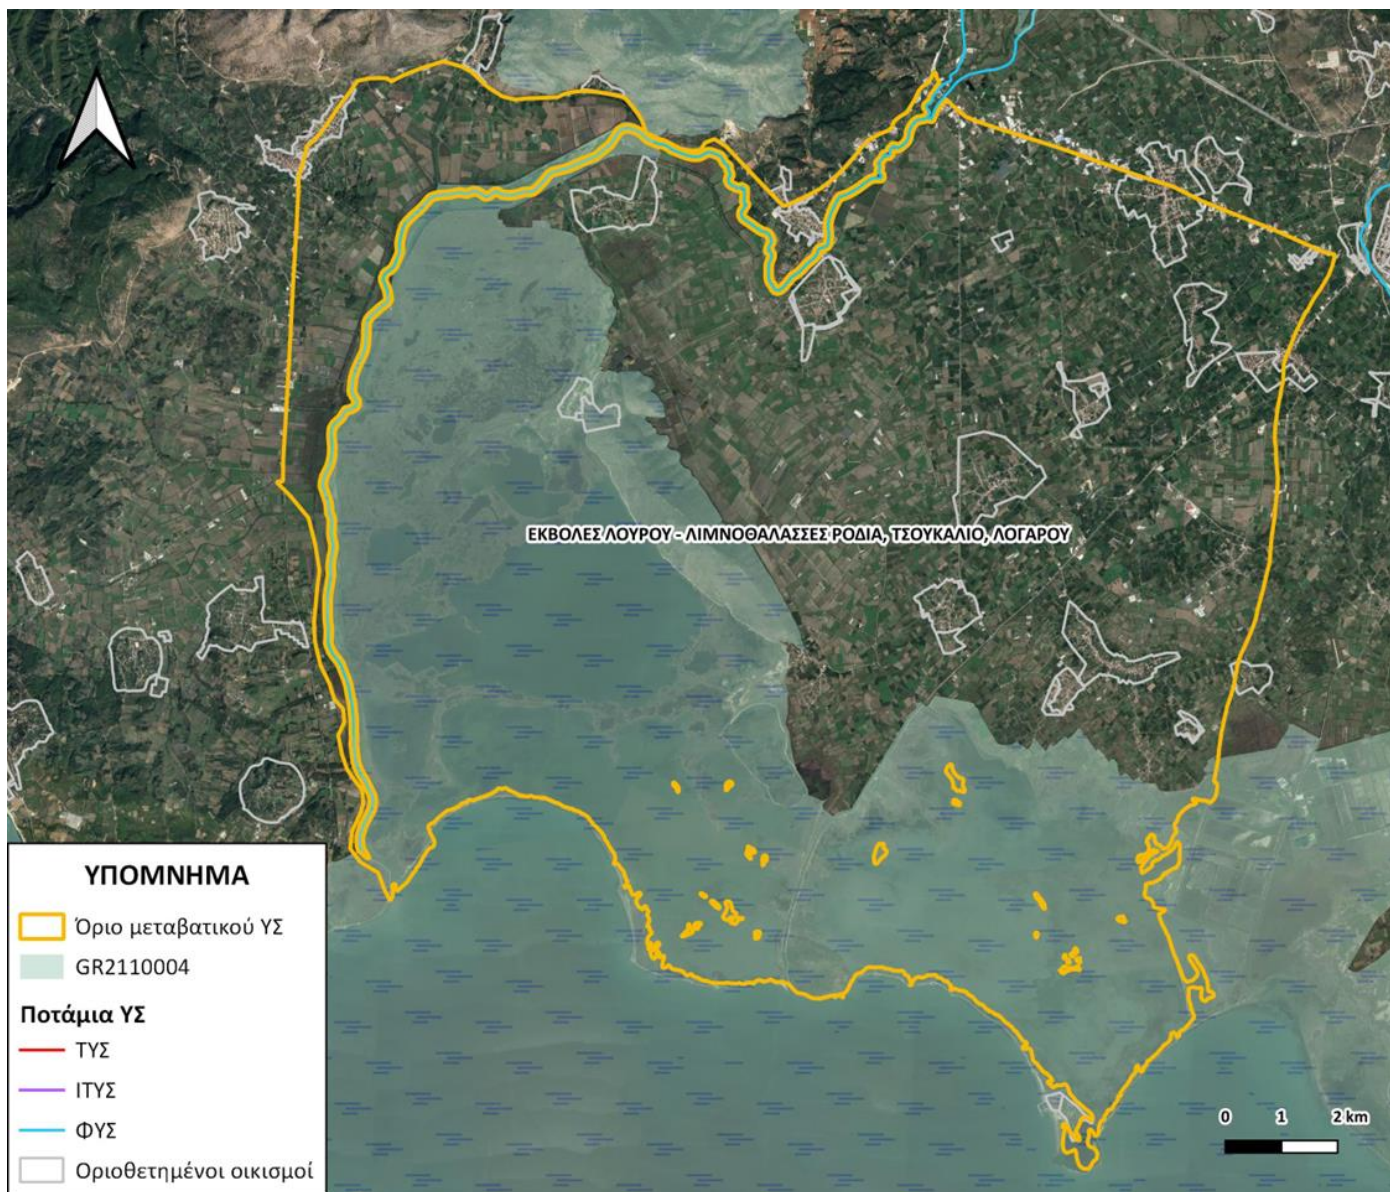 ΕΚΒΟΛΕΣ ΛΟΥΡΟΥ - ΛΙΜΝΟΘΑΛΑΣΣΕΣ ΡΟΔΙΑ, ΤΣΟΥΚΑΛΙΟ, ΛΟΓΑΡΟΥ
ΥΠΟΜΝΗΜΑ
Όριο μεταβατικού ΥΣ
GR2110004
Ποτάμια ΥΣ
ΤΥΣ
ΙΤΥΣ
ΦΥΣ
Οριοθετημένοι οικισμοί
0 1 2 km